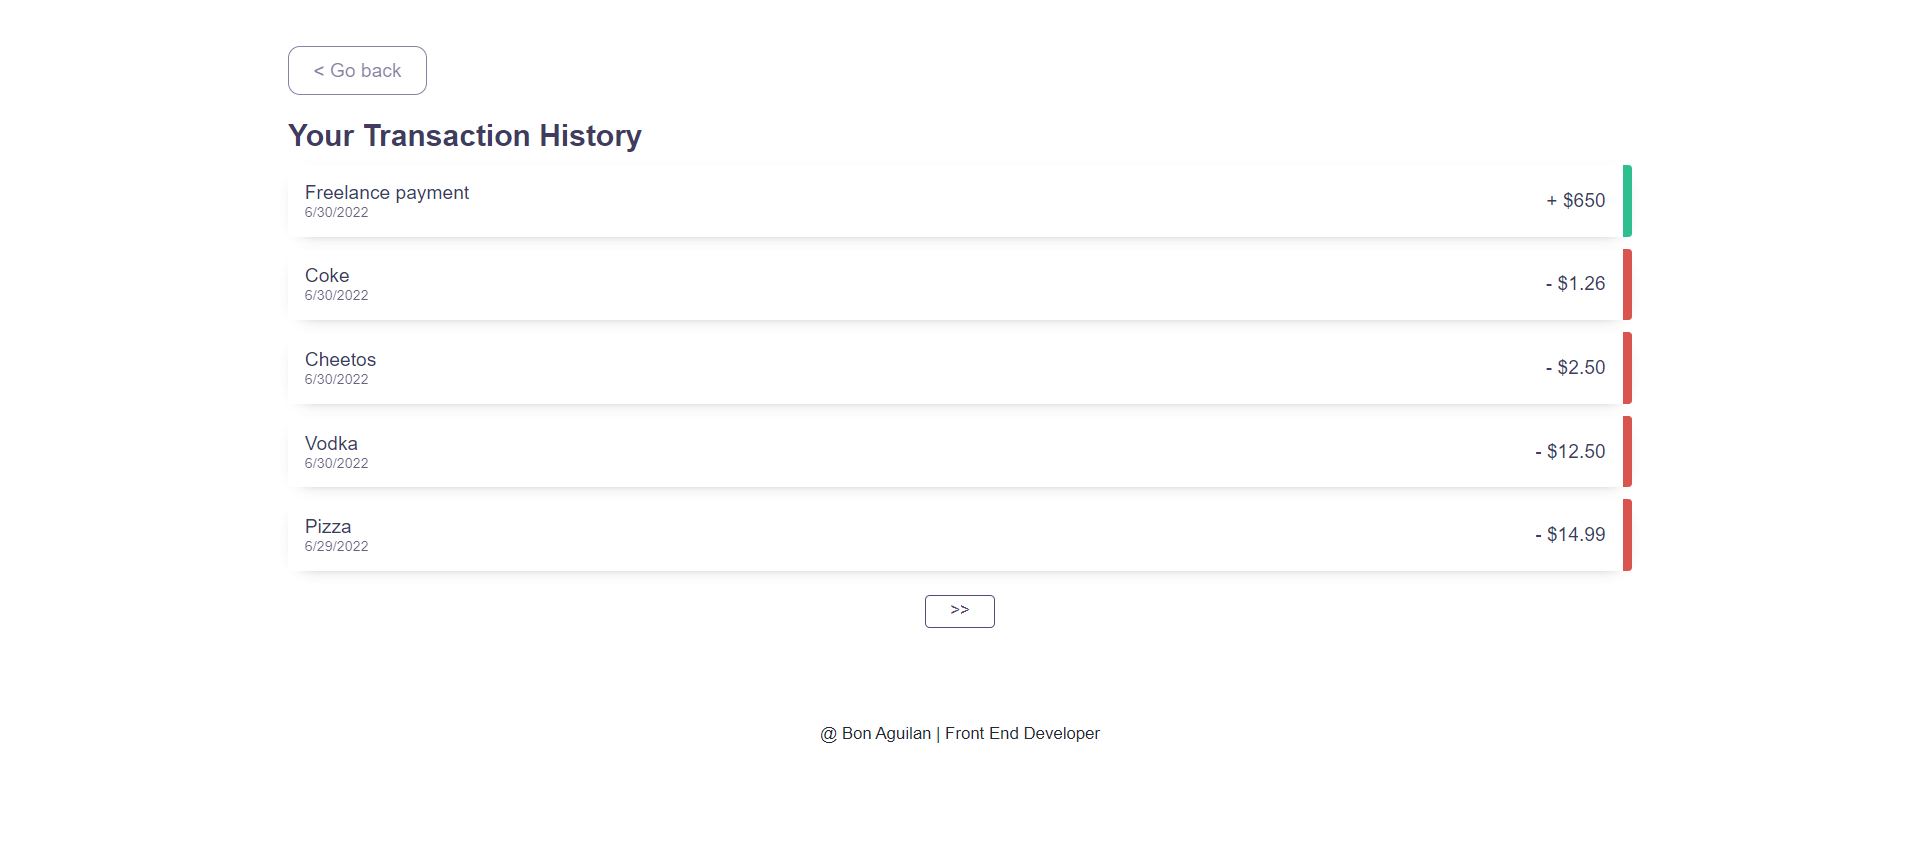 < Go back
Your Transaction History
Freelance payment
6/30/2022
+ $650
Coke
6/30/2022
- $1.26
Cheetos
6/30/2022
- $2.50
Vodka
6/30/2022
- $12.50
Pizza
6/29/2022
- $14.99
>>
@ Bon Aguilan | Front End Developer